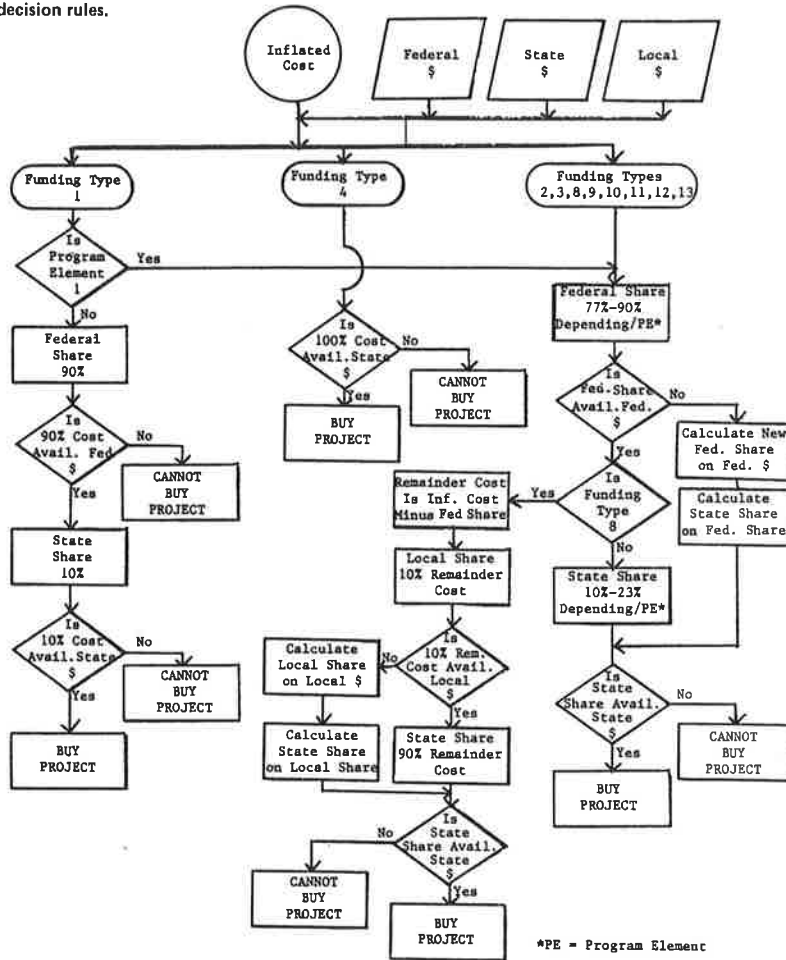 decision rules.
Inflated
Cost
Federal
$
State
$
Local
$
Funding Type
1
Funding Type
4
Funding Types
2,3,8,9,10,11,12,13
Is
Program
Element
1
Yes
No
Federal
Share
90%
Is
90% Cost
Avail. Fed
$
No
Yes
CANNOT
BUY
PROJECT
State
Share
10%
Is
10% Cost
Avail.State
$
No
Yes
CANNOT
BUY
PROJECT
BUY
PROJECT
Is
100% Cost
Avail.State
$
No
Yes
CANNOT
BUY
PROJECT
BUY
PROJECT
Federal Share
77%-90%
Depending/PE*
Is
Fed.Share
Avail.Fed.
$
No
Yes
Calculate New
Fed. Share
on Fed. $
Calculate
State Share
on Fed. Share
Is
Funding
Type
8
Yes
No
Remainder Cost
Is Inf. Cost
Minus Fed Share
Local Share
10% Remainder
Cost
State Share
10%-23%
Depending/PE*
Is
10% Rem.
Cost Avail.
Local
$
No
Yes
Calculate
Local Share
on Local $
Calculate
State Share
on Local Share
State Share
90% Remainder
Cost
Is
State
Share Avail.
State
$
No
Yes
CANNOT
BUY
PROJECT
BUY
PROJECT
Is
State
Share Avail.
State
$
No
Yes
CANNOT
BUY
PROJECT
BUY
PROJECT
*PE = Program Element